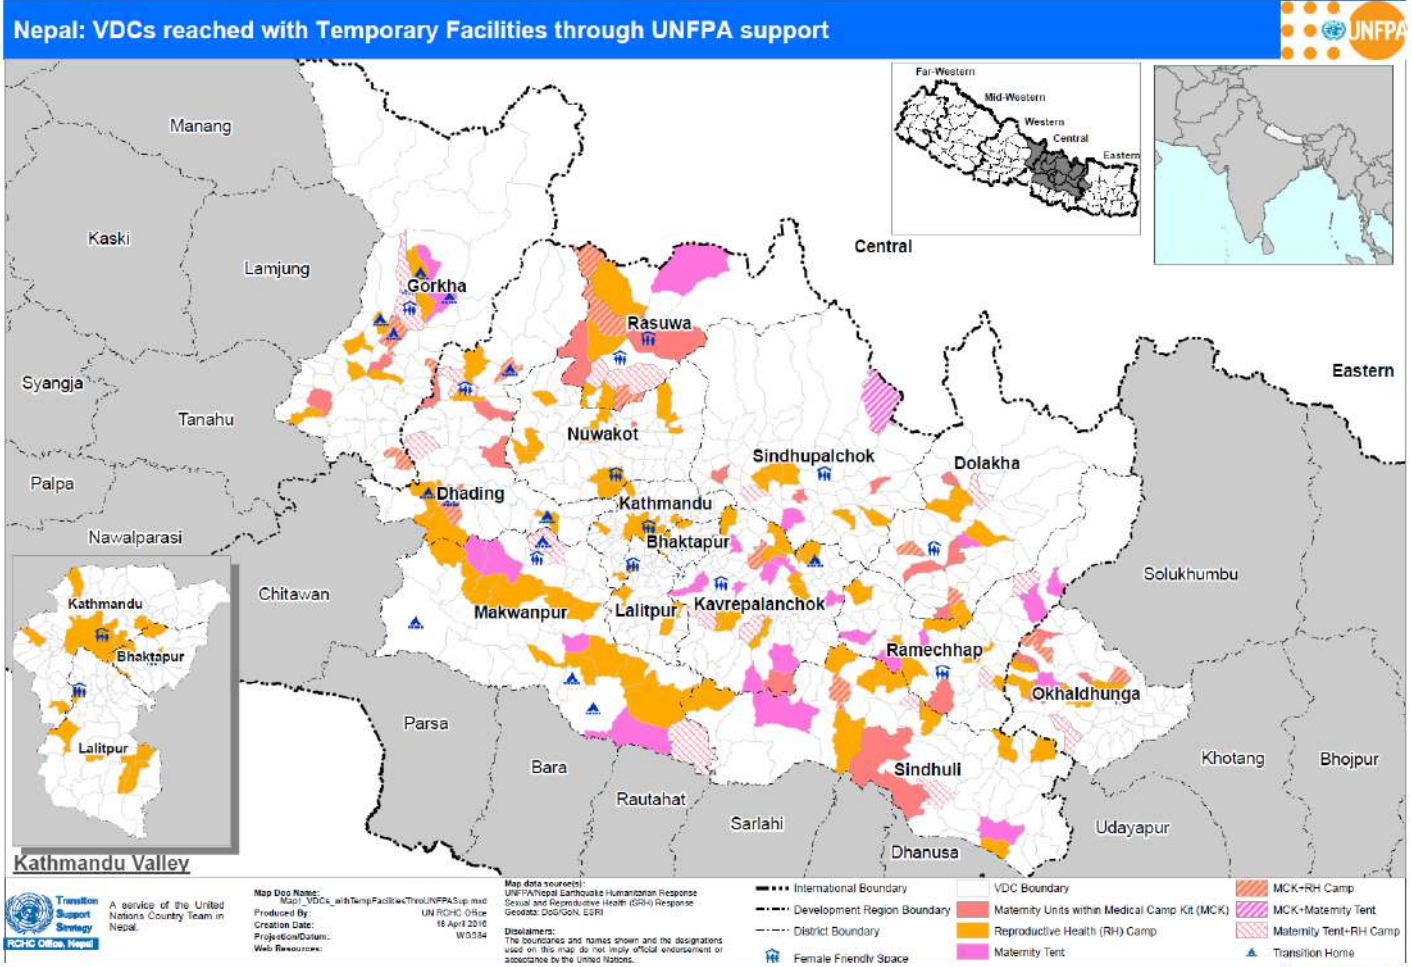 Nepal: VDCs reached with Temporary Facilities through UNFPA support
UNFPA
Far-Western
Mid-Western
Western
Central
Eastern
Manang
Kaski
Lamjung
Central
Gorkha
Rasuwa
Syangja
Tanahu
Eastern
Nuwakot
Sindhupalchok
Dolakha
Palpa
Dhading
Kathmandu
Nawalparasi
Bhaktapur
Solukhumbu
Chitawan
Makwanpur
Lalitpur
Kavrepalanchok
Kathmandu
Bhaktapur
Ramechhap
Okhaldhunga
Parsa
Lalitpur
Bara
Sindhuli
Khotang
Bhojpur
Rautahat
Sarlahi
Udayapur
Dhanusa
Kathmandu Valley
Transition
Support
Strategy
RCHC Office, Nepal
A service of the United
Nations Country Team in
Nepal.
Map Doc Name:
Map1_VDCs_withTempFacilitiesThroUNFPASup.mxd
Produced By: UN RCHC Office
Creation Date: 18 April 2016
Projection/Datum: WGS84
Web Resources:
Map data source(s):
UNFPA/Nepal Earthquake Humanitarian Response
Sexual and Reproductive Health (SRH) Response
Geodata: DoS/GoN, ESRI
Disclaimers:
The boundaries and names shown and the designations
used on this map do not imply official endorsement or
acceptance by the United Nations.
International Boundary
Development Region Boundary
District Boundary
Female Friendly Space
VDC Boundary
Maternity Units within Medical Camp Kit (MCK)
Reproductive Health (RH) Camp
Maternity Tent
MCK+RH Camp
MCK+Maternity Tent
Maternity Tent+RH Camp
Transition Home